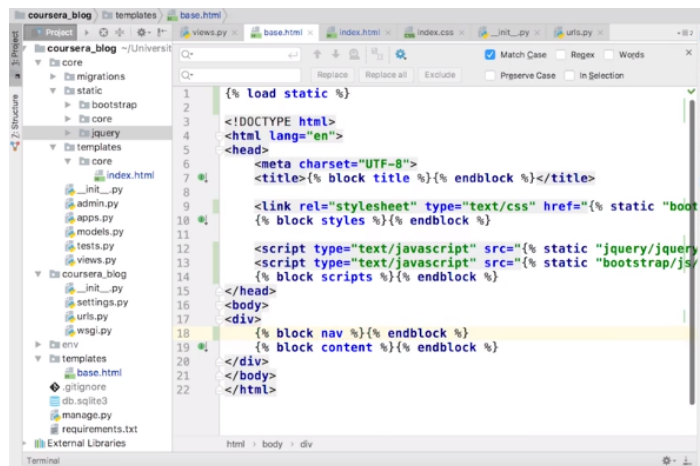 coursera_blog templates base.html
Project
views.py base.html index.html index.css __init__.py urls.py
coursera_blog ~/Universit
core
migrations
static
bootstrap
core
jquery
templates
core
index.html
__init__.py
admin.py
apps.py
models.py
tests.py
views.py
coursera_blog
__init__.py
settings.py
urls.py
wsgi.py
env
templates
base.html
.gitignore
db.sqlite3
manage.py
requirements.txt
External Libraries
1: Project
7: Structure
Match Case Regex Words
Replace Replace all Exclude Preserve Case In Selection
1 {% load static %}
2
3 <!DOCTYPE html>
4 <html lang="en">
5 <head>
6 <meta charset="UTF-8">
7 <title>{% block title %}{% endblock %}</title>
8
9 <link rel="stylesheet" type="text/css" href="{% static "boot
10 {% block styles %}{% endblock %}
11
12 <script type="text/javascript" src="{% static "jquery/jquery
13 <script type="text/javascript" src="{% static "bootstrap/js/
14 {% block scripts %}{% endblock %}
15 </head>
16 <body>
17 <div>
18 {% block nav %}{% endblock %}
19 {% block content %}{% endblock %}
20 </div>
21 </body>
22 </html>
html › body › div
Terminal